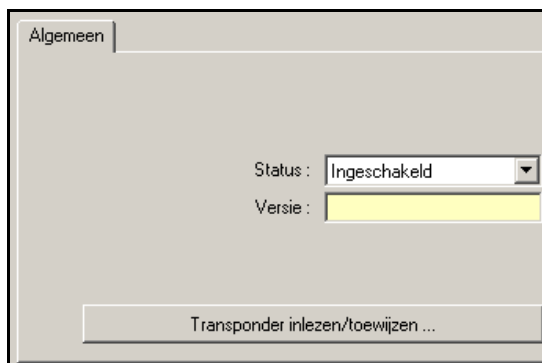 Algemeen
Status : Ingeschakeld
Versie :
Transponder inlezen/toewijzen ...